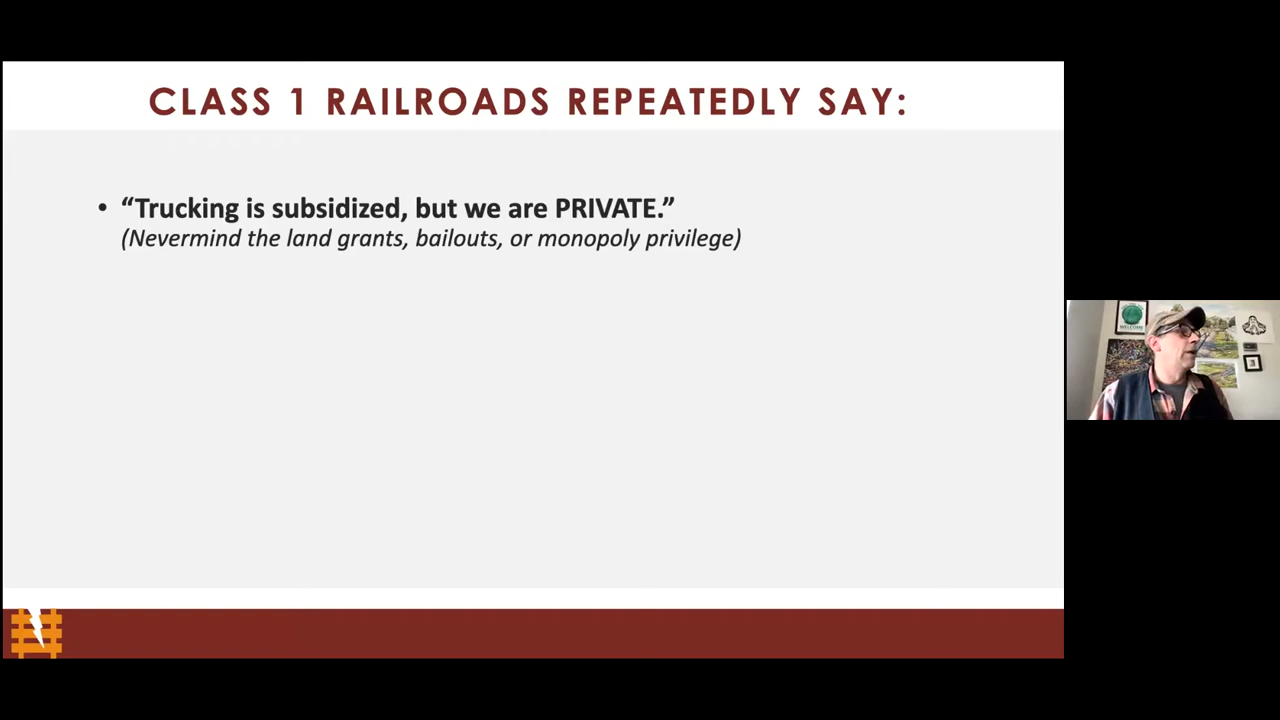 CLASS 1 RAILROADS REPEATEDLY SAY:
• “Trucking is subsidized, but we are PRIVATE.”
(Nevermind the land grants, bailouts, or monopoly privilege)
WELCOME